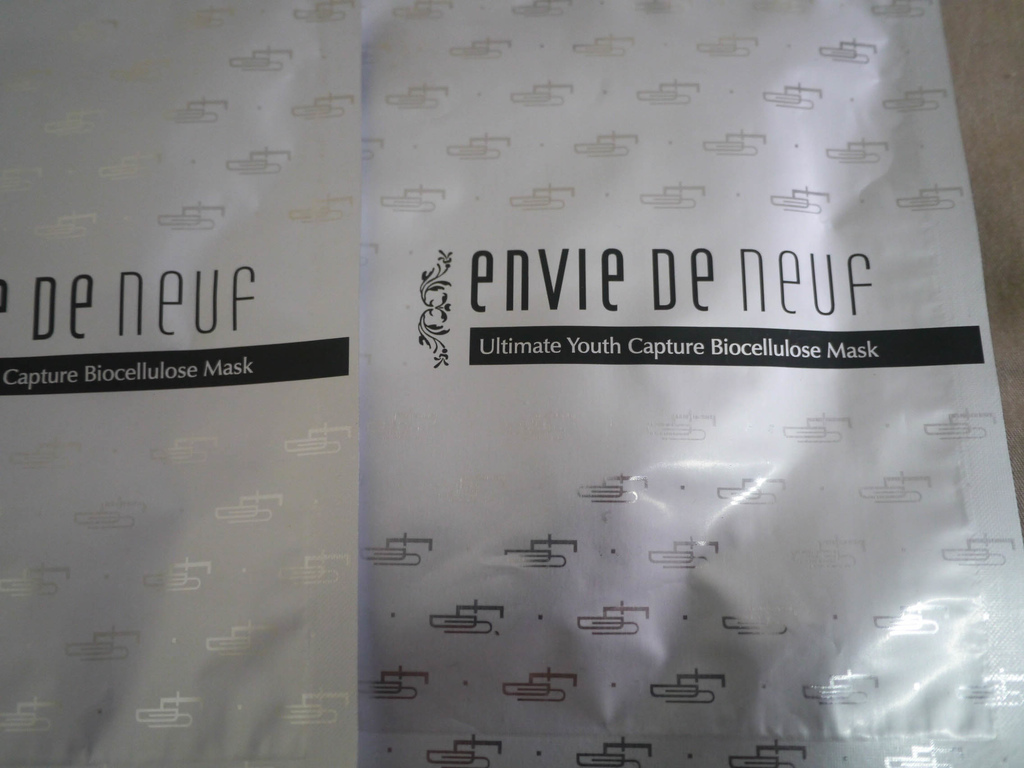 DE NEUF
Capture Biocellulose Mask
ENVIE DE NEUF
Ultimate Youth Capture Biocellulose Mask